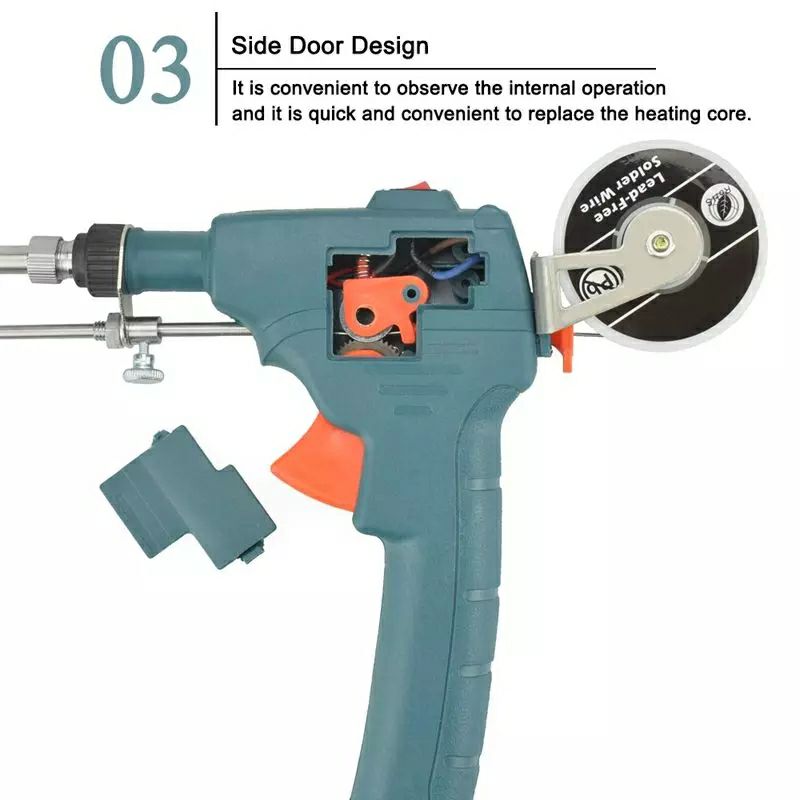 03
Side Door Design
It is convenient to observe the internal operation
and it is quick and convenient to replace the heating core.
Lead-Free
Solder Wire